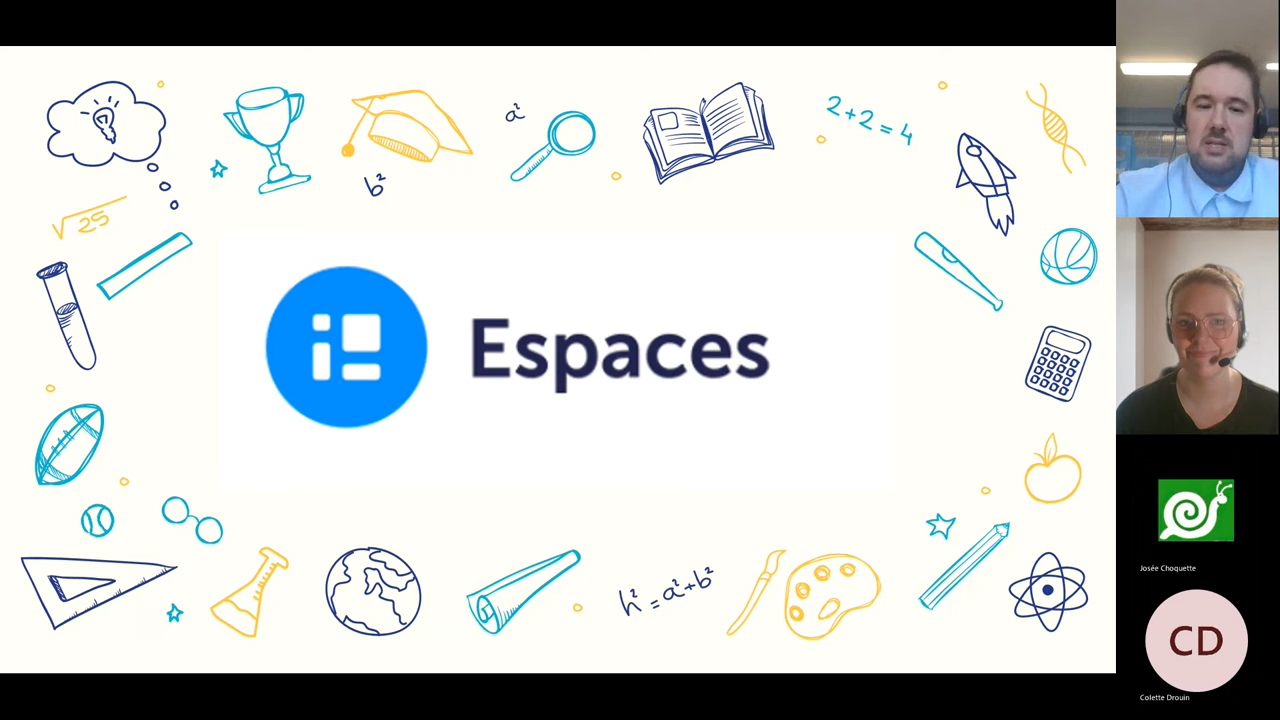 a²
2+2=4
b²
√25
Espaces
h²=a²+b²
Josée Choquette
CD
Colette Drouin